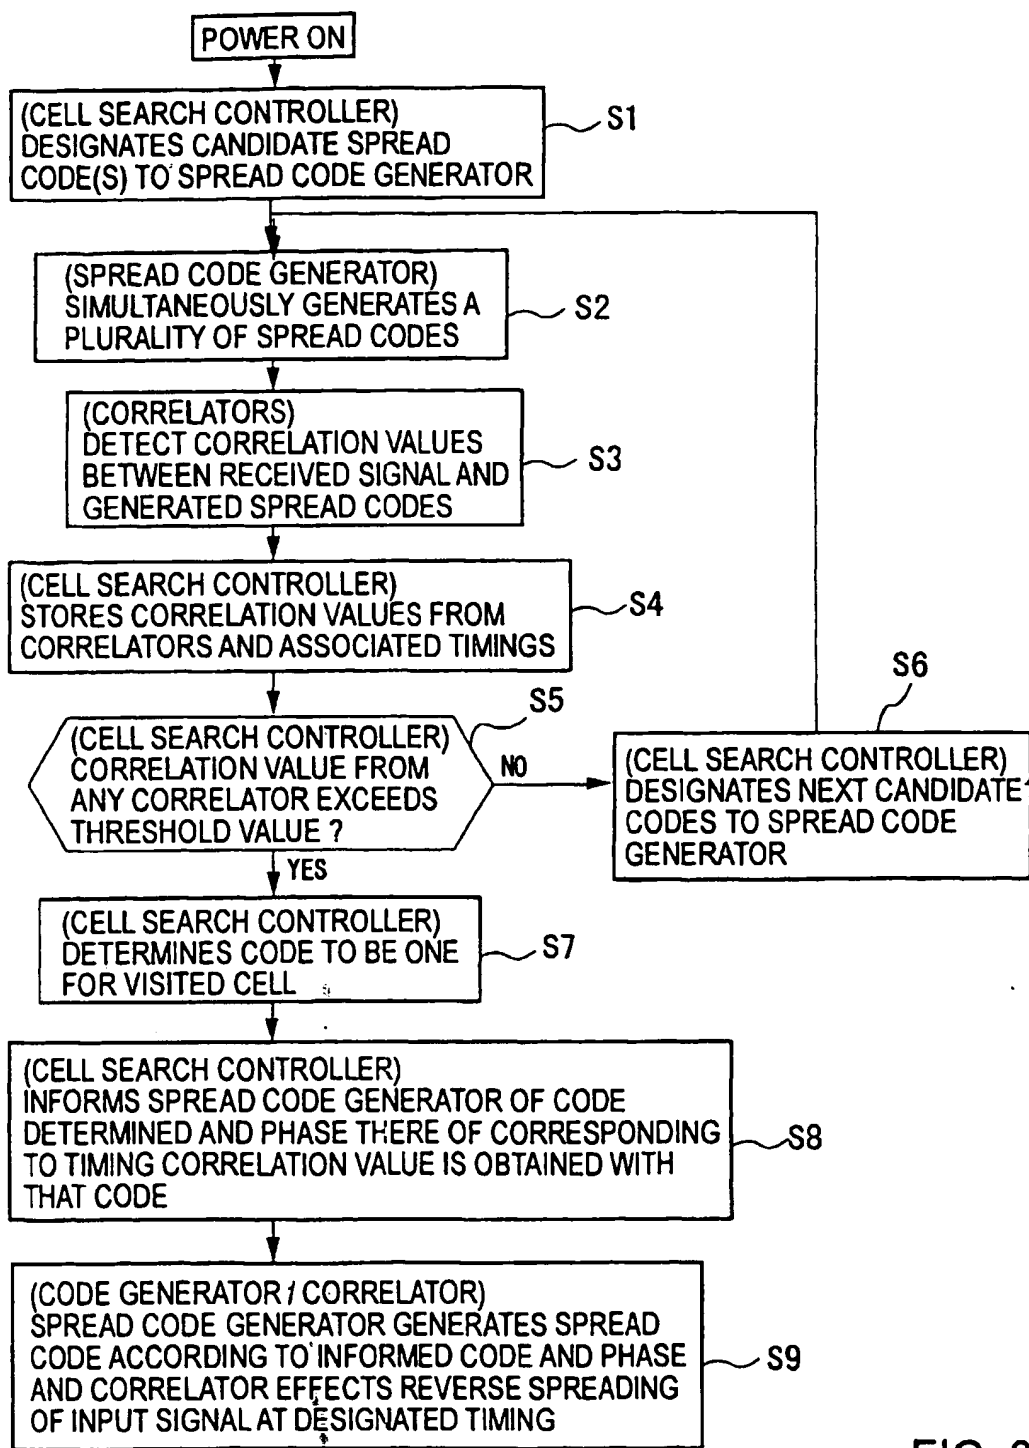 POWER ON
(CELL SEARCH CONTROLLER)
DESIGNATES CANDIDATE SPREAD
CODE(S) TO SPREAD CODE GENERATOR
S1
(SPREAD CODE GENERATOR)
SIMULTANEOUSLY GENERATES A
PLURALITY OF SPREAD CODES
S2
(CORRELATORS)
DETECT CORRELATION VALUES
BETWEEN RECEIVED SIGNAL AND
GENERATED SPREAD CODES
S3
(CELL SEARCH CONTROLLER)
STORES CORRELATION VALUES FROM
CORRELATORS AND ASSOCIATED TIMINGS
S4
(CELL SEARCH CONTROLLER)
CORRELATION VALUE FROM
ANY CORRELATOR EXCEEDS
THRESHOLD VALUE ?
S5
NO
YES
S6
(CELL SEARCH CONTROLLER)
DESIGNATES NEXT CANDIDATE
CODES TO SPREAD CODE
GENERATOR
(CELL SEARCH CONTROLLER)
DETERMINES CODE TO BE ONE
FOR VISITED CELL
S7
(CELL SEARCH CONTROLLER)
INFORMS SPREAD CODE GENERATOR OF CODE
DETERMINED AND PHASE THERE OF CORRESPONDING
TO TIMING CORRELATION VALUE IS OBTAINED WITH
THAT CODE
S8
(CODE GENERATOR / CORRELATOR)
SPREAD CODE GENERATOR GENERATES SPREAD
CODE ACCORDING TO INFORMED CODE AND PHASE
AND CORRELATOR EFFECTS REVERSE SPREADING
OF INPUT SIGNAL AT DESIGNATED TIMING
S9
FIG.